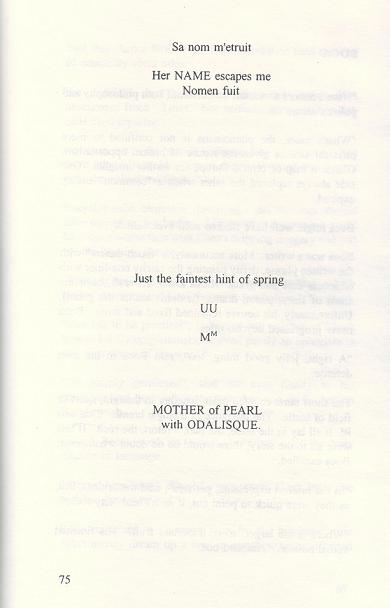 Sa nom m'etruit
Her NAME escapes me
Nomen fuit
Just the faintest hint of spring
UU
Mᴹ
MOTHER of PEARL
with ODALISQUE.
75